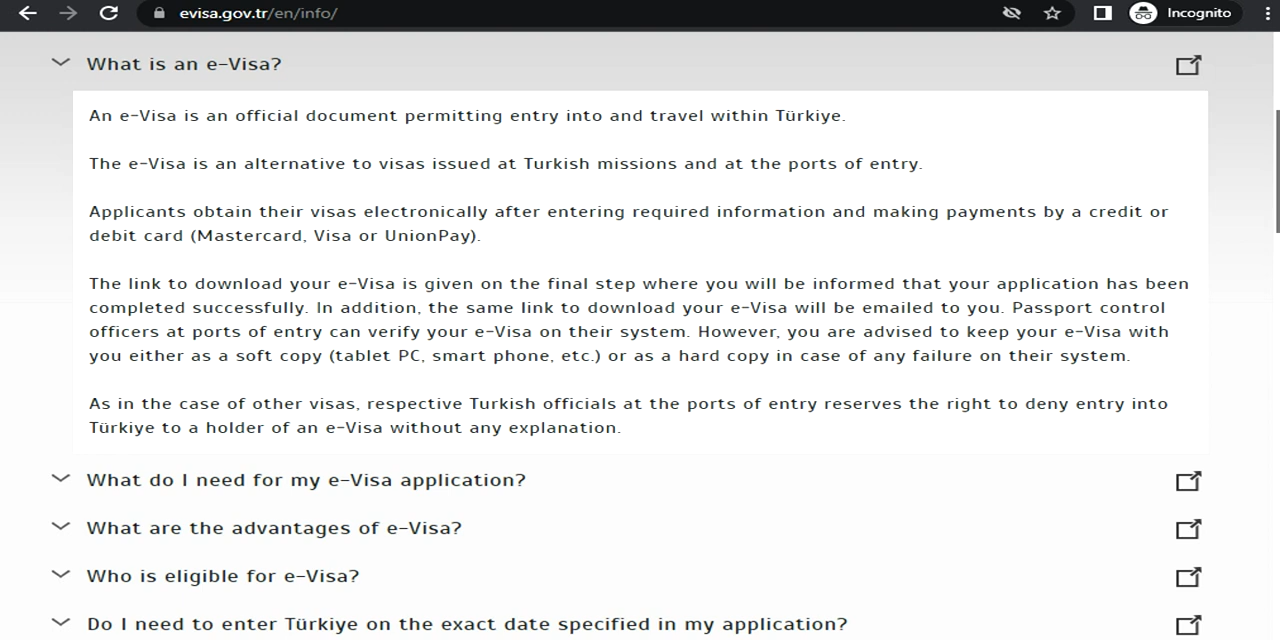 evisa.gov.tr/en/info/
Incognito
What is an e-Visa?
An e-Visa is an official document permitting entry into and travel within Türkiye.
The e-Visa is an alternative to visas issued at Turkish missions and at the ports of entry.
Applicants obtain their visas electronically after entering required information and making payments by a credit or
debit card (Mastercard, Visa or UnionPay).
The link to download your e-Visa is given on the final step where you will be informed that your application has been
completed successfully. In addition, the same link to download your e-Visa will be emailed to you. Passport control
officers at ports of entry can verify your e-Visa on their system. However, you are advised to keep your e-Visa with
you either as a soft copy (tablet PC, smart phone, etc.) or as a hard copy in case of any failure on their system.
As in the case of other visas, respective Turkish officials at the ports of entry reserves the right to deny entry into
Türkiye to a holder of an e-Visa without any explanation.
What do I need for my e-Visa application?
What are the advantages of e-Visa?
Who is eligible for e-Visa?
Do I need to enter Türkiye on the exact date specified in my application?